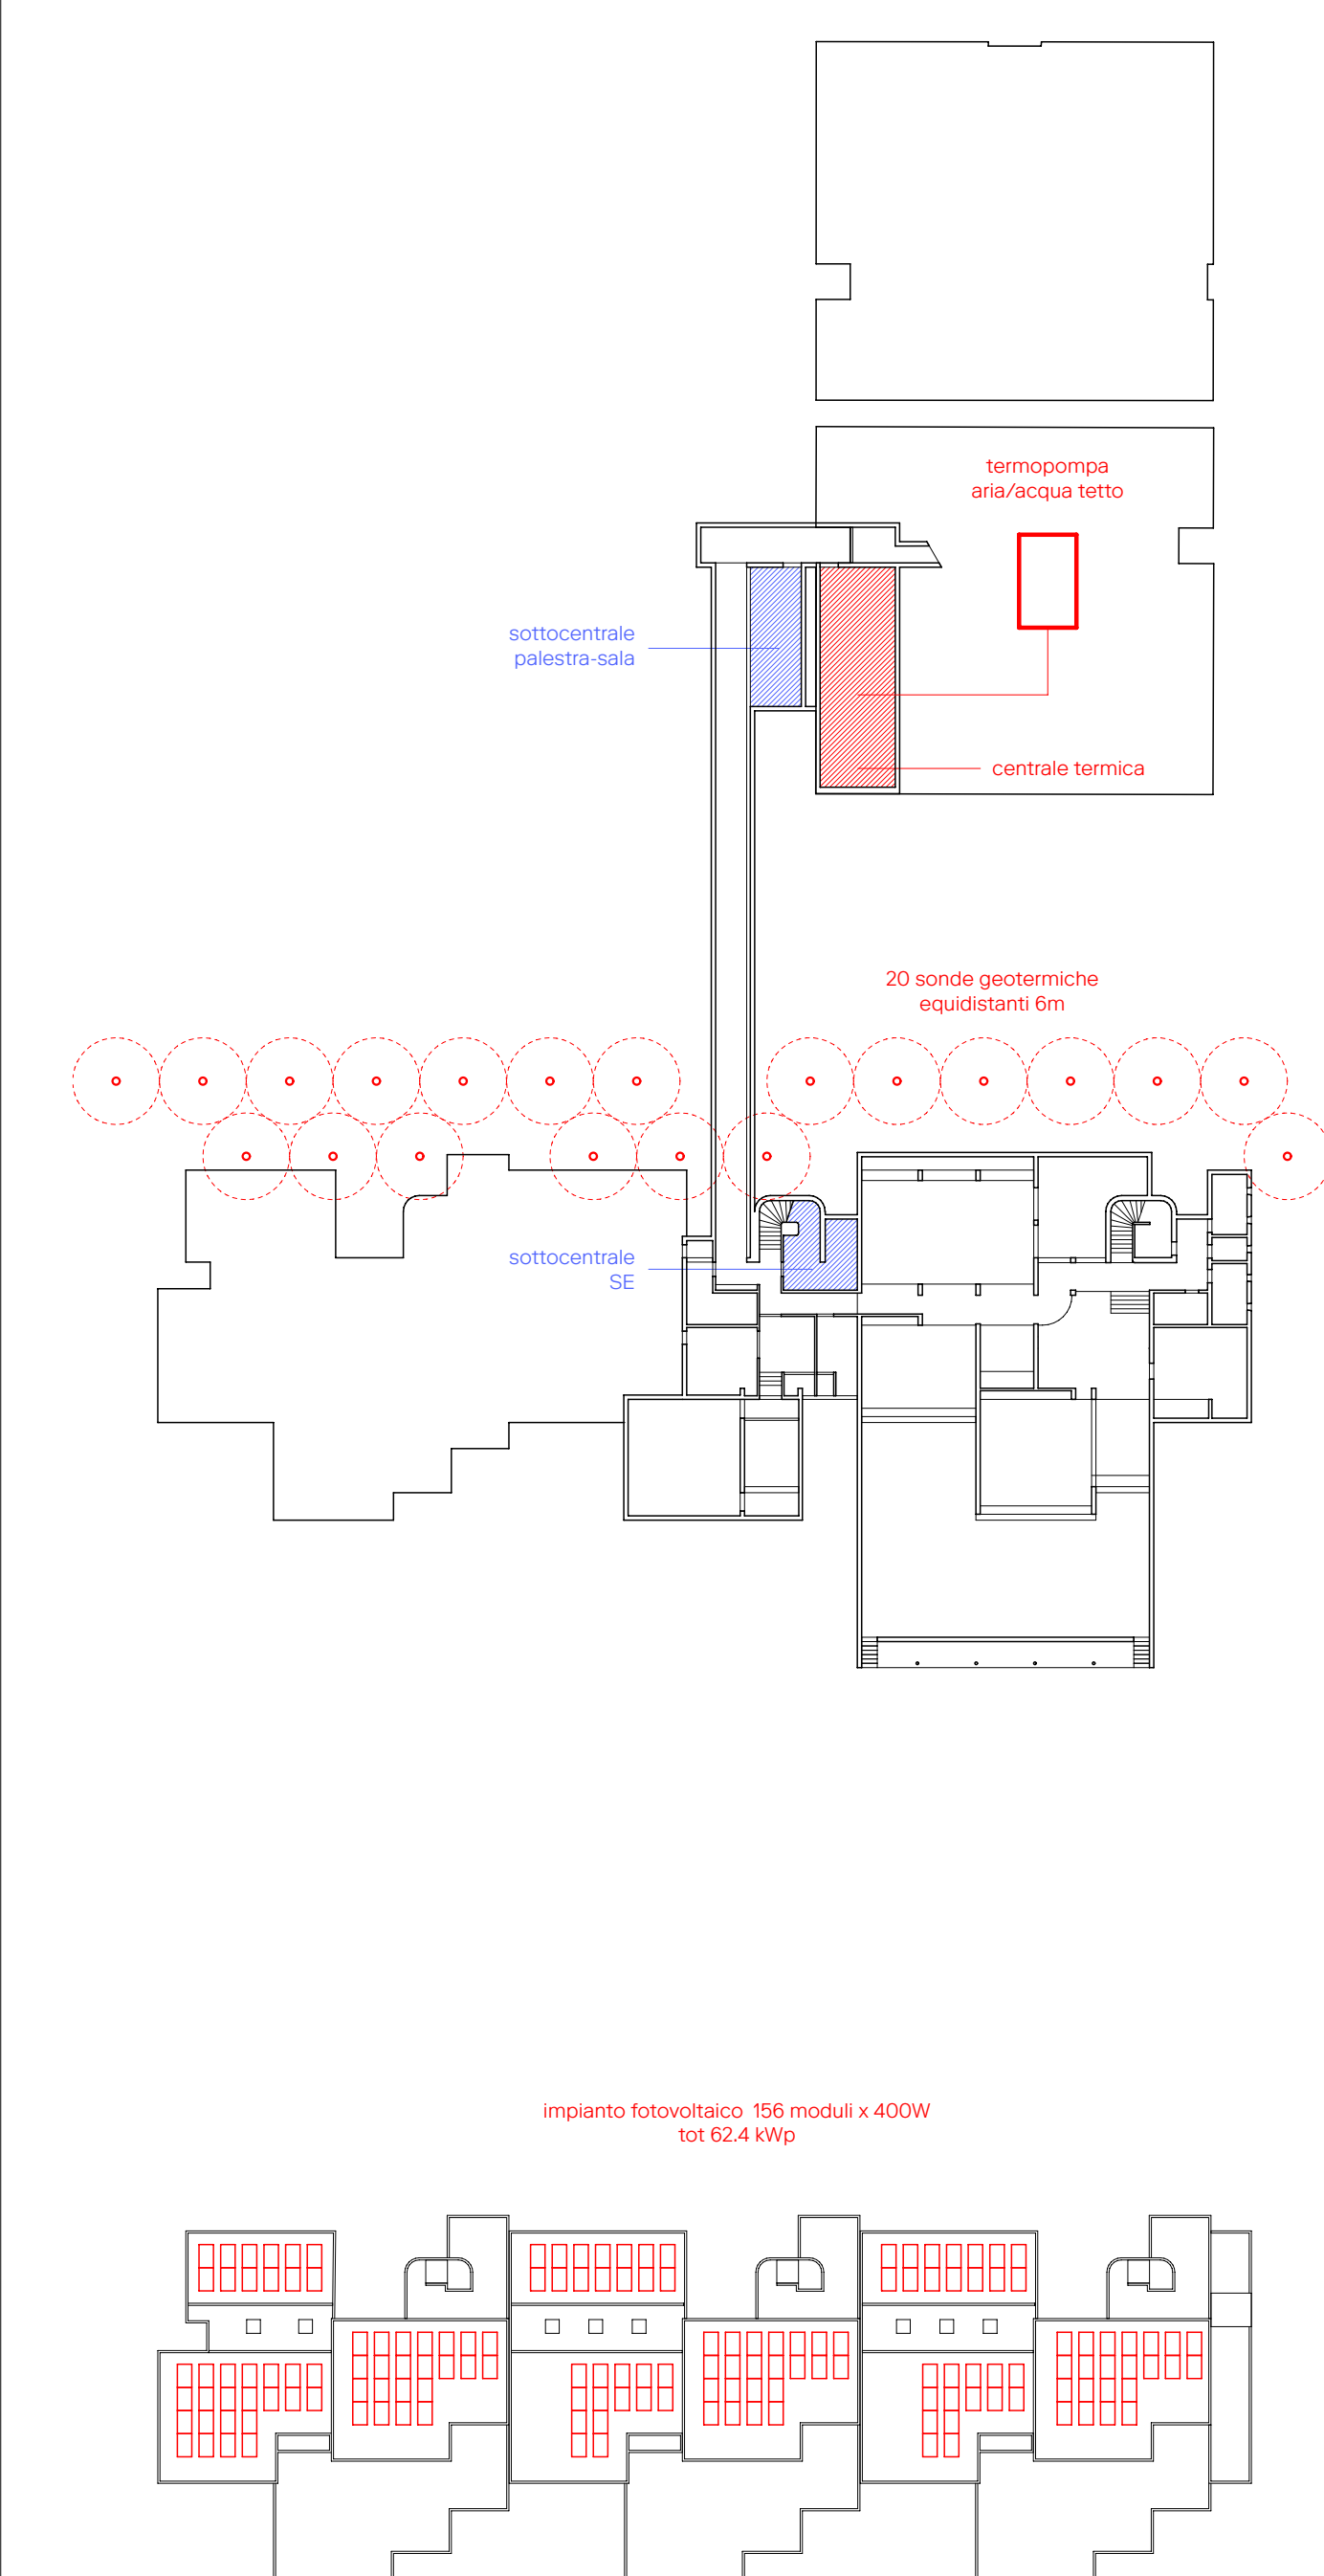 termopompa
aria/acqua tetto
sottocentrale
palestra-sala
centrale termica
20 sonde geotermiche
equidistanti 6m
sottocentrale
SE
impianto fotovoltaico 156 moduli x 400W
tot 62.4 kWp